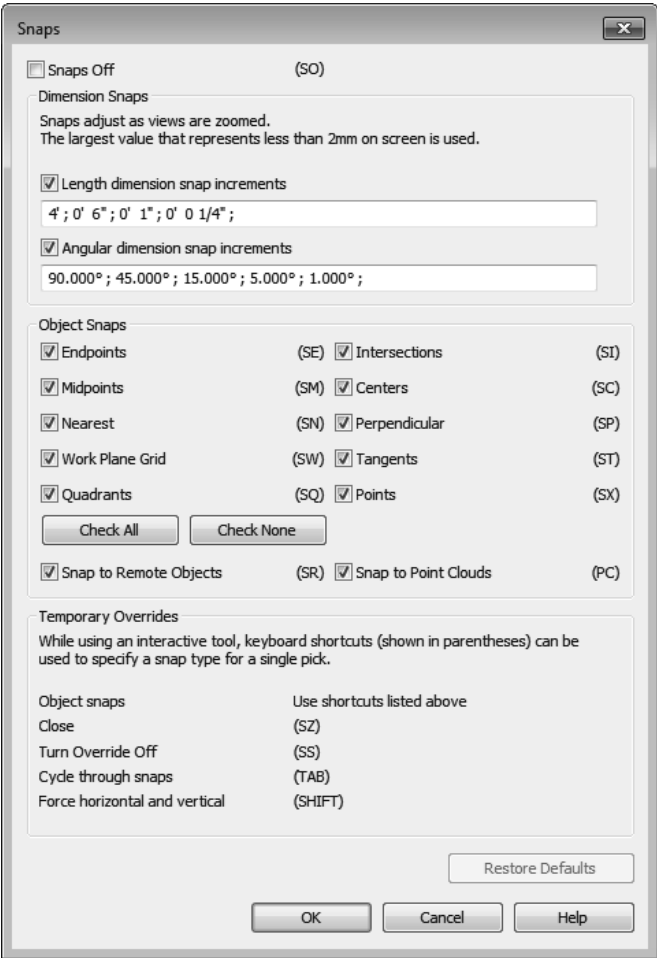 Snaps
Snaps Off (SO)
Dimension Snaps
Snaps adjust as views are zoomed.
The largest value that represents less than 2mm on screen is used.
Length dimension snap increments
4' ; 0' 6" ; 0' 1" ; 0' 0 1/4" ;
Angular dimension snap increments
90.000° ; 45.000° ; 15.000° ; 5.000° ; 1.000° ;
Object Snaps
Endpoints (SE) Intersections (SI)
Midpoints (SM) Centers (SC)
Nearest (SN) Perpendicular (SP)
Work Plane Grid (SW) Tangents (ST)
Quadrants (SQ) Points (SX)
Check All Check None
Snap to Remote Objects (SR) Snap to Point Clouds (PC)
Temporary Overrides
While using an interactive tool, keyboard shortcuts (shown in parentheses) can be
used to specify a snap type for a single pick.
Object snaps Use shortcuts listed above
Close (SZ)
Turn Override Off (SS)
Cycle through snaps (TAB)
Force horizontal and vertical (SHIFT)
Restore Defaults
OK Cancel Help